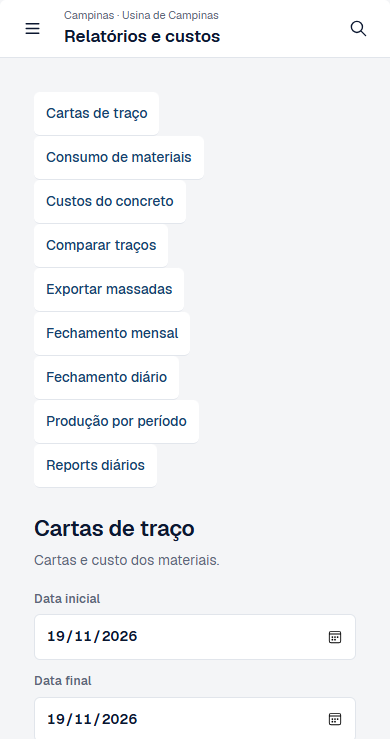 Campinas · Usina de Campinas
Relatórios e custos
Cartas de traço
Consumo de materiais
Custos do concreto
Comparar traços
Exportar massadas
Fechamento mensal
Fechamento diário
Produção por período
Reports diários
Cartas de traço
Cartas e custo dos materiais.
Data inicial
19/11/2026
Data final
19/11/2026